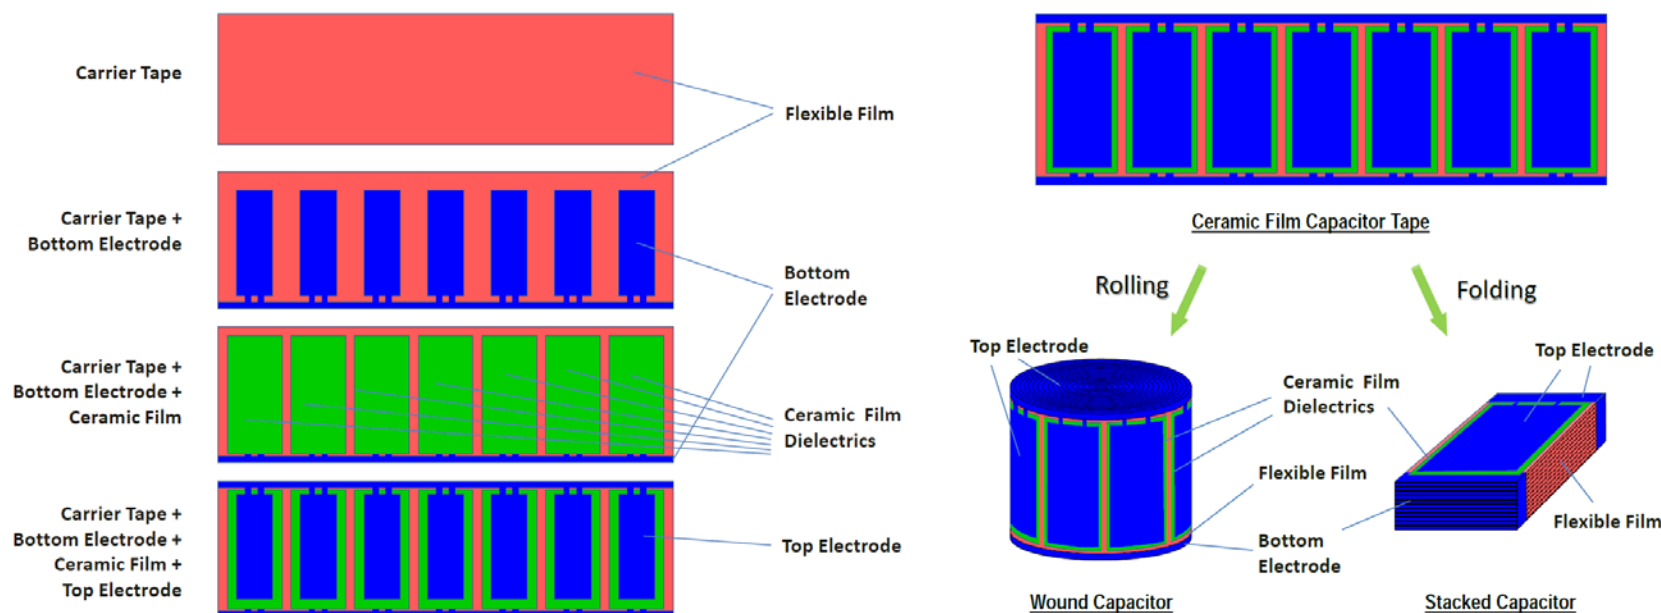 Carrier Tape
Flexible Film
Carrier Tape +
Bottom Electrode
Bottom
Electrode
Carrier Tape +
Bottom Electrode +
Ceramic Film
Ceramic Film
Dielectrics
Carrier Tape +
Bottom Electrode +
Ceramic Film +
Top Electrode
Top Electrode
Ceramic Film Capacitor Tape
Rolling
Folding
Top Electrode
Top Electrode
Ceramic Film
Dielectrics
Flexible Film
Flexible Film
Bottom
Electrode
Wound Capacitor
Stacked Capacitor